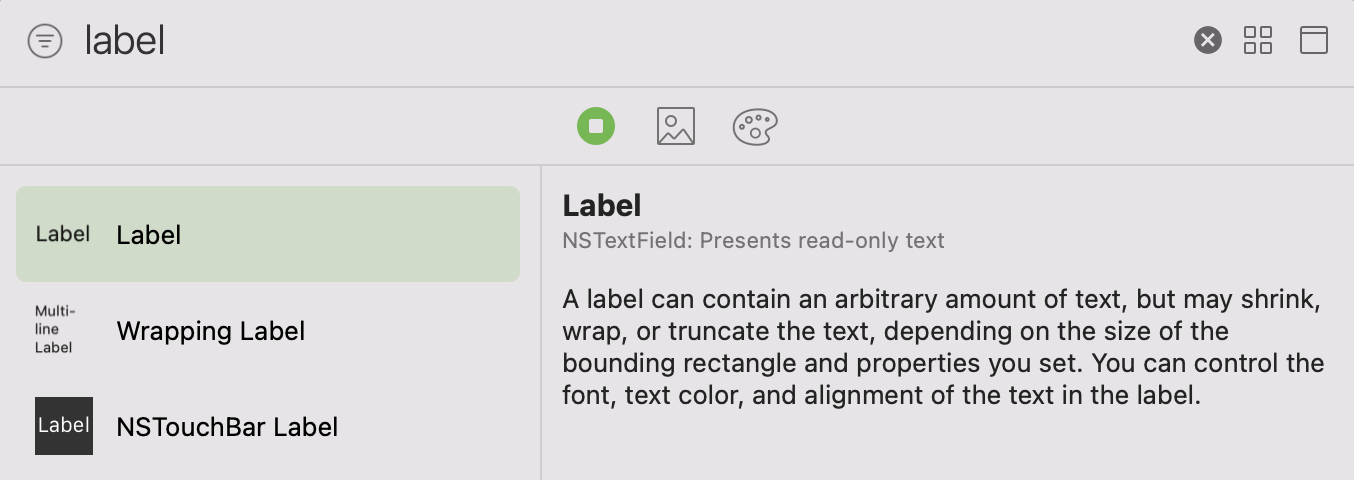 label
Label Label
Multi-
line
Label
Wrapping Label
Label NSTouchBar Label
Label
NSTextField: Presents read-only text
A label can contain an arbitrary amount of text, but may shrink,
wrap, or truncate the text, depending on the size of the
bounding rectangle and properties you set. You can control the
font, text color, and alignment of the text in the label.